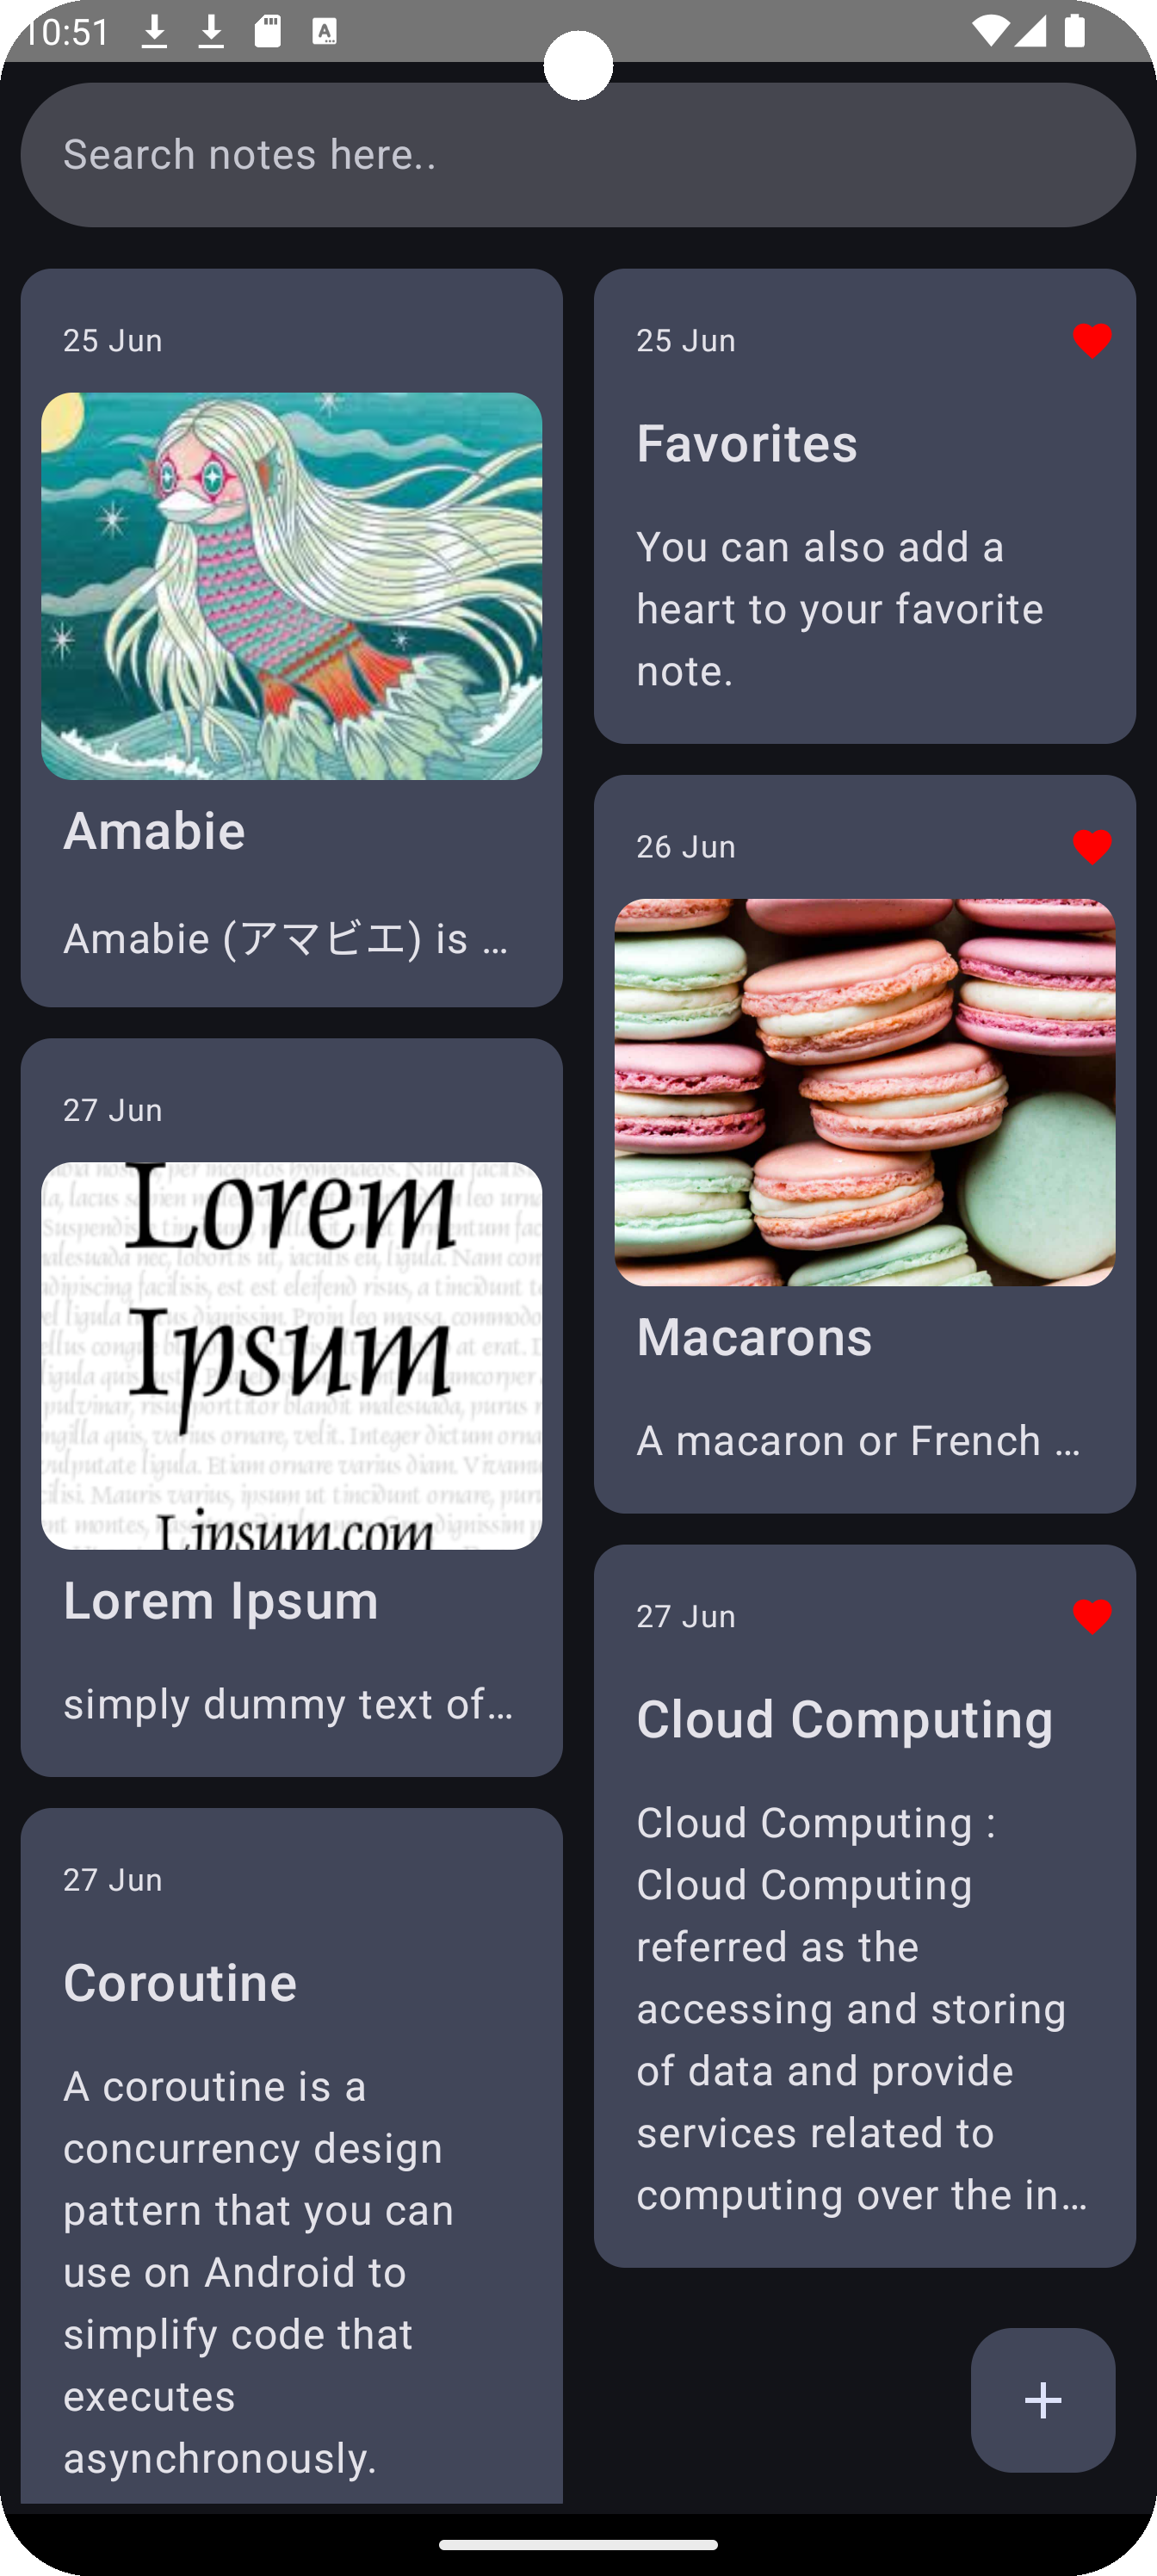 10:51
Search notes here..
25 Jun
Amabie
Amabie (アマビエ) is …
27 Jun
Lorem
Ipsum
Lipsum.com
Lorem Ipsum
simply dummy text of…
27 Jun
Coroutine
A coroutine is a
concurrency design
pattern that you can
use on Android to
simplify code that
executes
asynchronously.
25 Jun
Favorites
You can also add a
heart to your favorite
note.
26 Jun
Macarons
A macaron or French …
27 Jun
Cloud Computing
Cloud Computing :
Cloud Computing
referred as the
accessing and storing
of data and provide
services related to
computing over the in…